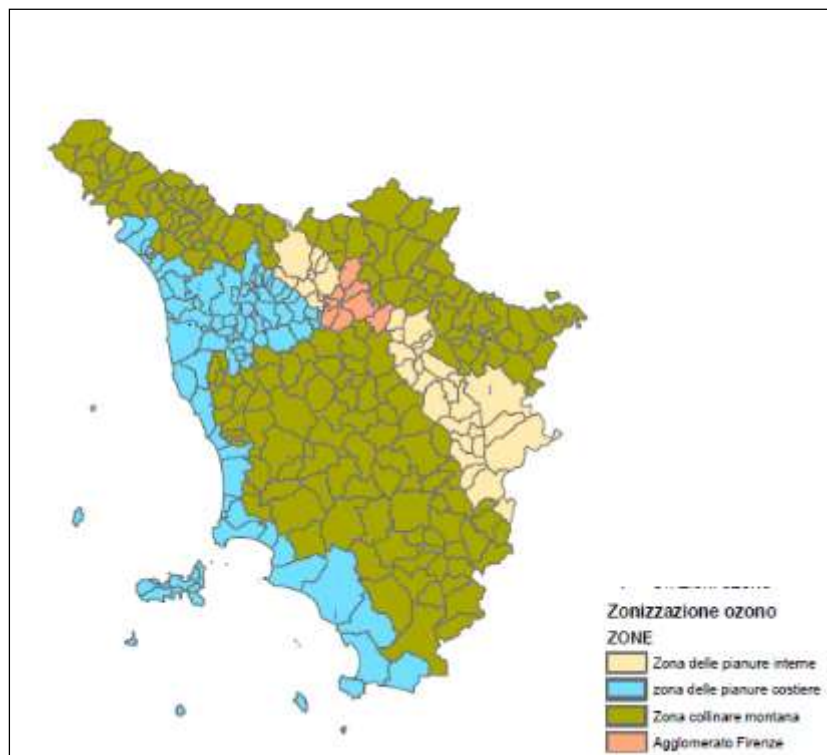 Zonizzazione ozono
ZONE
Zona delle pianure interne
zona delle pianure costiere
Zona collinare montana
Agglomerato Firenze